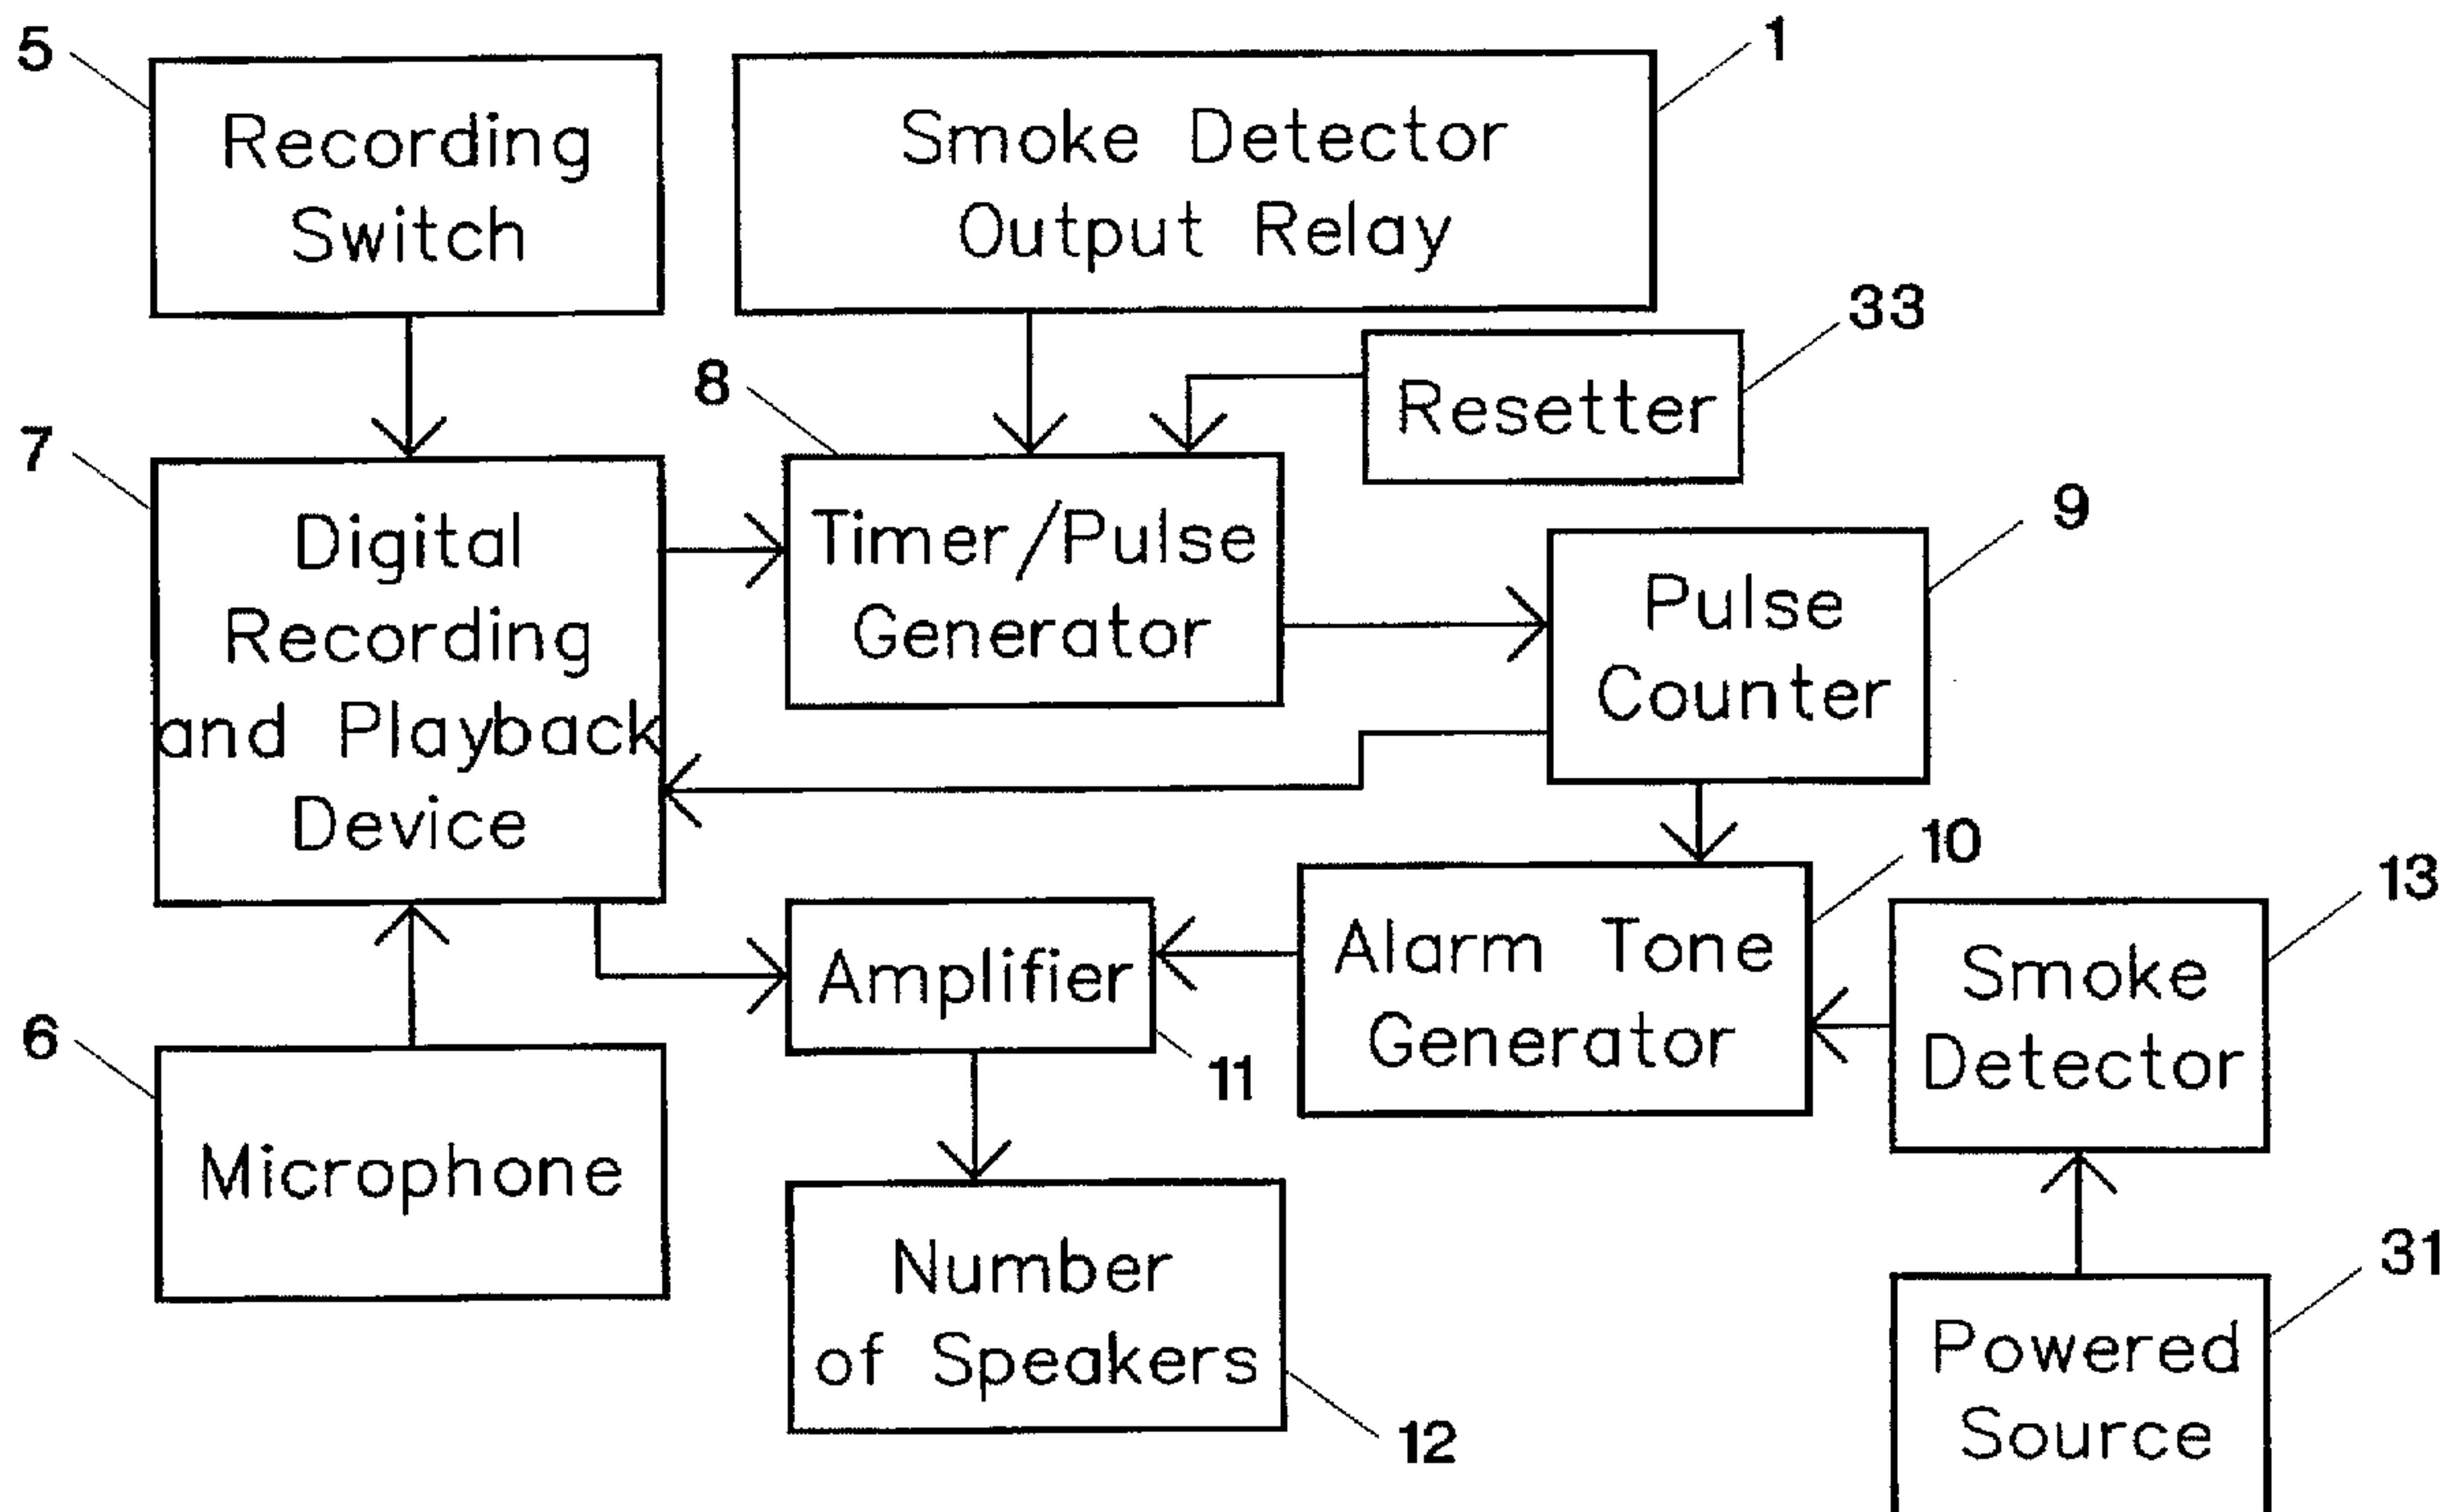 5
Recording
Switch
1
Smoke Detector
Output Relay
33
Resetter
8
Timer/Pulse
Generator
7
Digital
Recording
and Playback
Device
9
Pulse
Counter
10
Alarm Tone
Generator
13
Smoke
Detector
Amplifier
11
6
Microphone
Number
of Speakers
12
31
Powered
Source